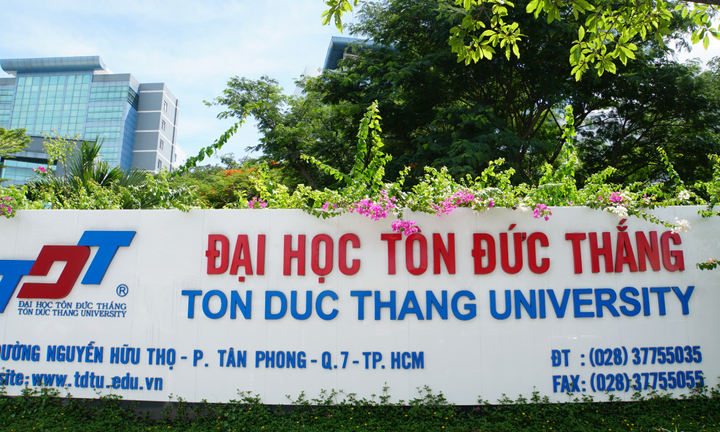 ĐẠI HỌC TÔN ĐỨC THẮNG
TON DUC THANG UNIVERSITY
TDT ®
ĐẠI HỌC TÔN ĐỨC THẮNG
TON DUC THANG UNIVERSITY
ĐƯỜNG NGUYỄN HỮU THỌ - P. TÂN PHONG - Q.7 - TP. HCM
site: www.tdtu.edu.vn
ĐT : (028) 37755035
FAX: (028) 37755055